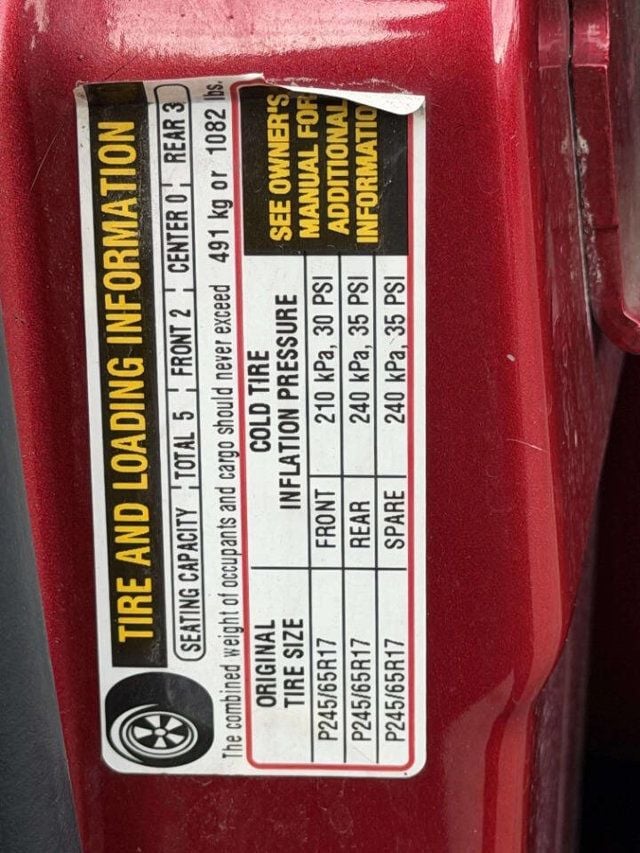 TIRE AND LOADING INFORMATION
SEATING CAPACITY TOTAL 5 FRONT 2 CENTER 0 REAR 3
The combined weight of occupants and cargo should never exceed 491 kg or 1082 lbs.
ORIGINAL TIRE SIZE
COLD TIRE INFLATION PRESSURE
SEE OWNER'S
MANUAL FOR
ADDITIONAL
INFORMATIO
P245/65R17 FRONT 210 kPa, 30 PSI
P245/65R17 REAR 240 kPa, 35 PSI
P245/65R17 SPARE 240 kPa, 35 PSI